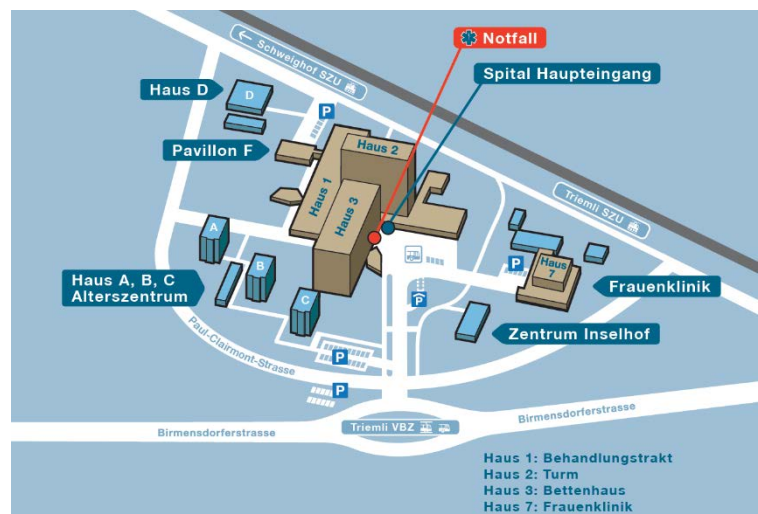 Notfall
← Schweighof SZU
Spital Haupteingang
Haus D
D
P
Pavillon F
Haus 2
Haus 1
Haus 3
Triemli SZU
A
B
C
Haus A, B, C
Alterszentrum
Haus
7
P
P
Frauenklinik
Zentrum Inselhof
Paul-Clairmont-Strasse
P
P
Birmensdorferstrasse
Triemli VBZ
Birmensdorferstrasse
Haus 1: Behandlungstrakt
Haus 2: Turm
Haus 3: Bettenhaus
Haus 7: Frauenklinik